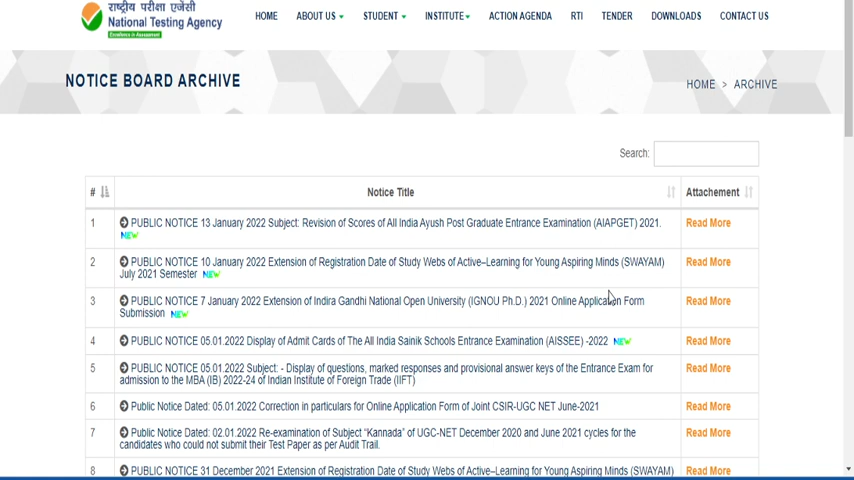 राष्ट्रीय परीक्षा एजेंसी
National Testing Agency
Excellence in Assessment
HOME ABOUT US STUDENT INSTITUTE ACTION AGENDA RTI TENDER DOWNLOADS CONTACT US
NOTICE BOARD ARCHIVE
HOME > ARCHIVE
Search:
# Notice Title Attachement
1 PUBLIC NOTICE 13 January 2022 Subject: Revision of Scores of All India Ayush Post Graduate Entrance Examination (AIAPGET) 2021. Read More
NEW
2 PUBLIC NOTICE 10 January 2022 Extension of Registration Date of Study Webs of Active–Learning for Young Aspiring Minds (SWAYAM) Read More
July 2021 Semester NEW
3 PUBLIC NOTICE 7 January 2022 Extension of Indira Gandhi National Open University (IGNOU Ph.D.) 2021 Online Application Form Read More
Submission NEW
4 PUBLIC NOTICE 05.01.2022 Display of Admit Cards of The All India Sainik Schools Entrance Examination (AISSEE) -2022 NEW Read More
5 PUBLIC NOTICE 05.01.2022 Subject: - Display of questions, marked responses and provisional answer keys of the Entrance Exam for Read More
admission to the MBA (IB) 2022-24 of Indian Institute of Foreign Trade (IIFT)
6 Public Notice Dated: 05.01.2022 Correction in particulars for Online Application Form of Joint CSIR-UGC NET June-2021 Read More
7 Public Notice Dated: 02.01.2022 Re-examination of Subject “Kannada” of UGC-NET December 2020 and June 2021 cycles for the Read More
candidates who could not submit their Test Paper as per Audit Trail.
8 PUBLIC NOTICE 31 December 2021 Extension of Registration Date of Study Webs of Active–Learning for Young Aspiring Minds (SWAYAM) Read More